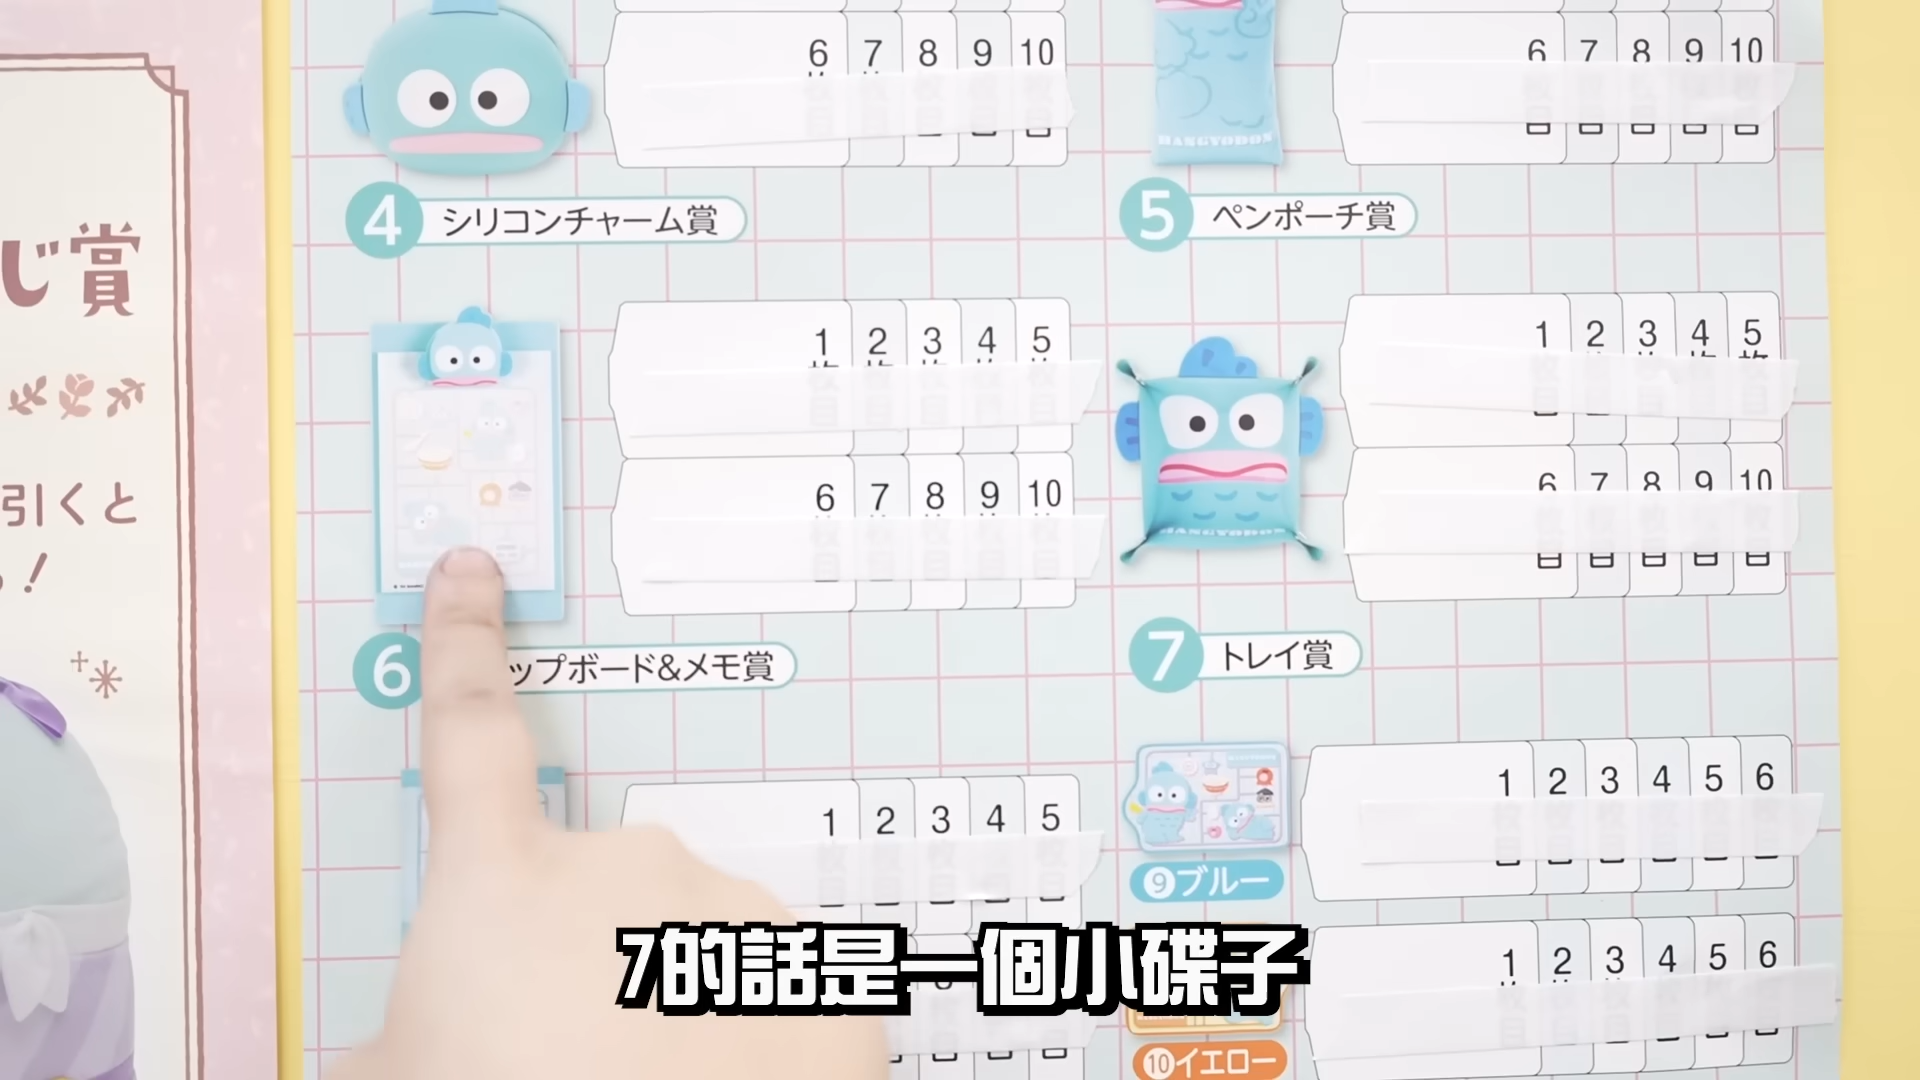 6 7 8 9 10
6 7 8 9 10
HANGYODON
4 シリコンチャーム賞
5 ペンポーチ賞
じ賞
引くと
！
1 2 3 4 5
6 7 8 9 10
1 2 3 4 5
6 7 8 9 10
HANGYODON
6 ップボード&メモ賞
7 トレイ賞
1 2 3 4 5
1 2 3 4 5 6
⑨ブルー
1 2 3 4 5 6
⑩イエロー
7的話是一個小碟子